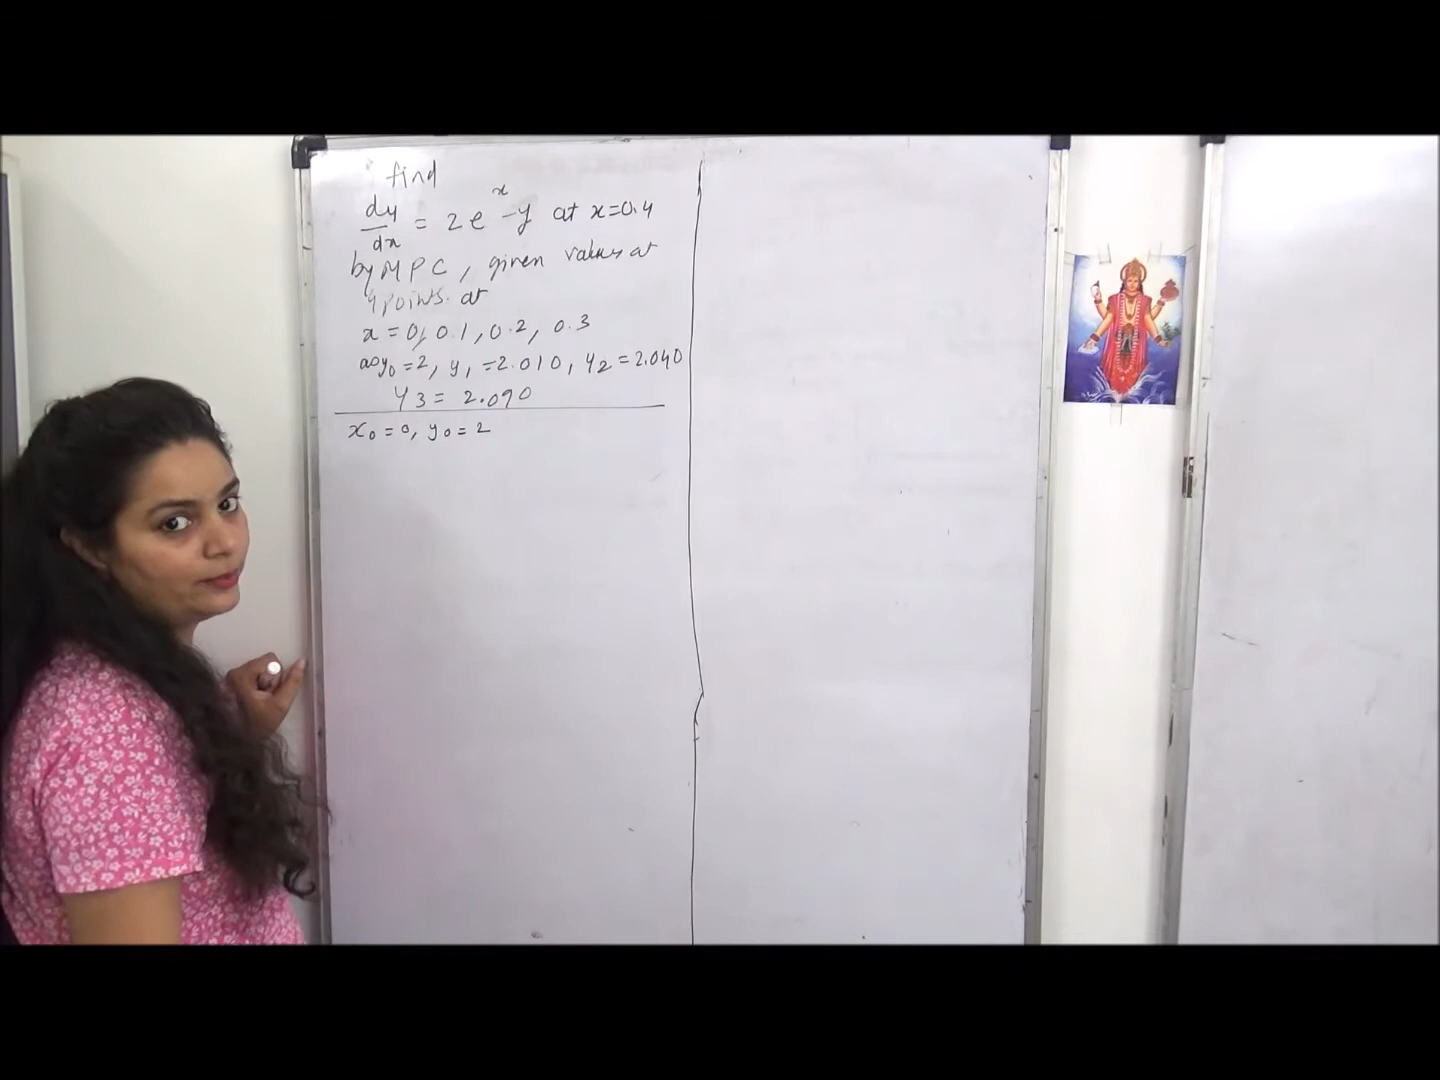 find
dy/dx = 2e^x - y at x=0.4
by MPC, given values at
4 points at
x = 0, 0.1, 0.2, 0.3
y0 = 2, y1 = 2.010, y2 = 2.040
y3 = 2.090
x0 = 0, y0 = 2